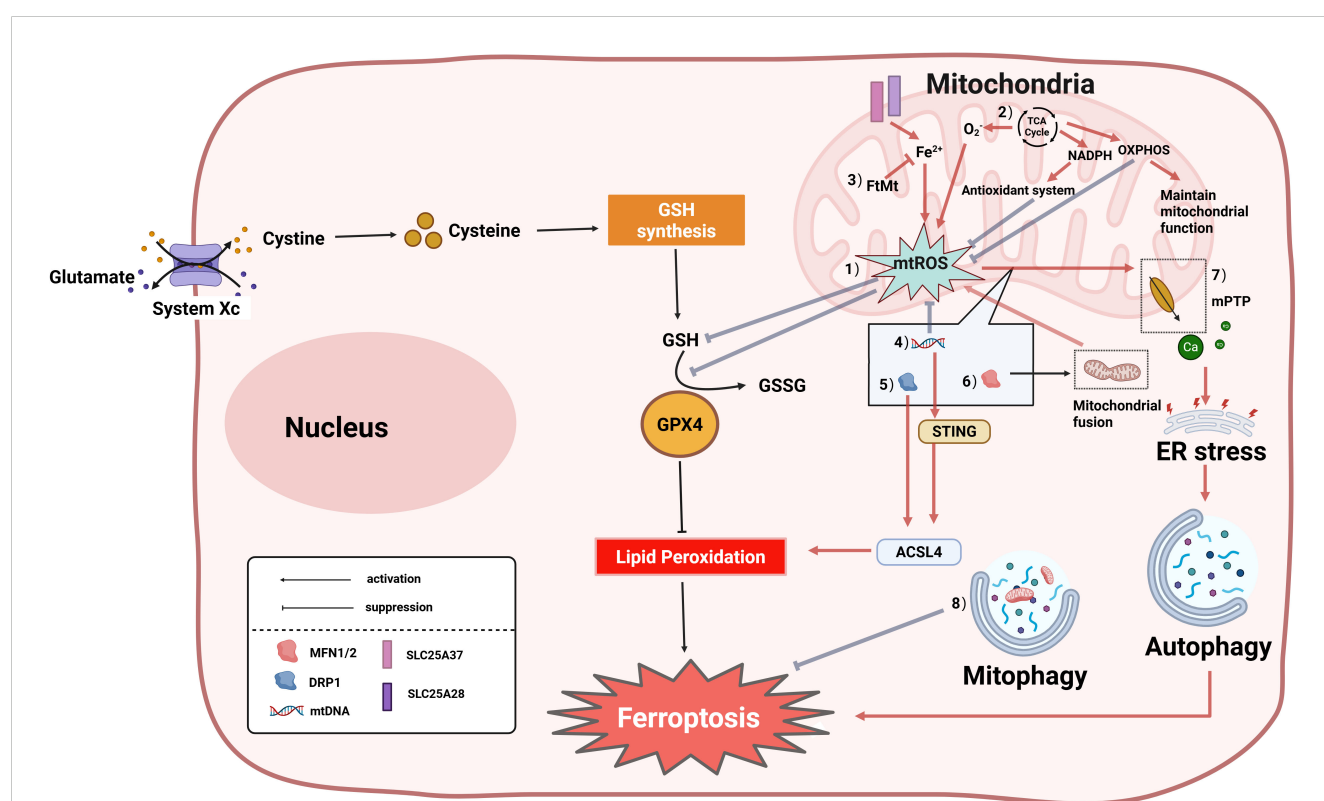 Mitochondria
2)
TCA
Cycle
O₂⁻
Fe²⁺
NADPH
OXPHOS
3)
FtMt
Antioxidant system
Maintain
mitochondrial
function
GSH
synthesis
Cystine
Cysteine
Glutamate
System Xc
1)
mtROS
7)
mPTP
Ca
GSH
4)
5)
6)
GSSG
Mitochondrial
fusion
GPX4
STING
Nucleus
ER stress
Lipid Peroxidation
ACSL4
8)
Mitophagy
Autophagy
Ferroptosis
activation
suppression
MFN1/2
SLC25A37
DRP1
SLC25A28
mtDNA